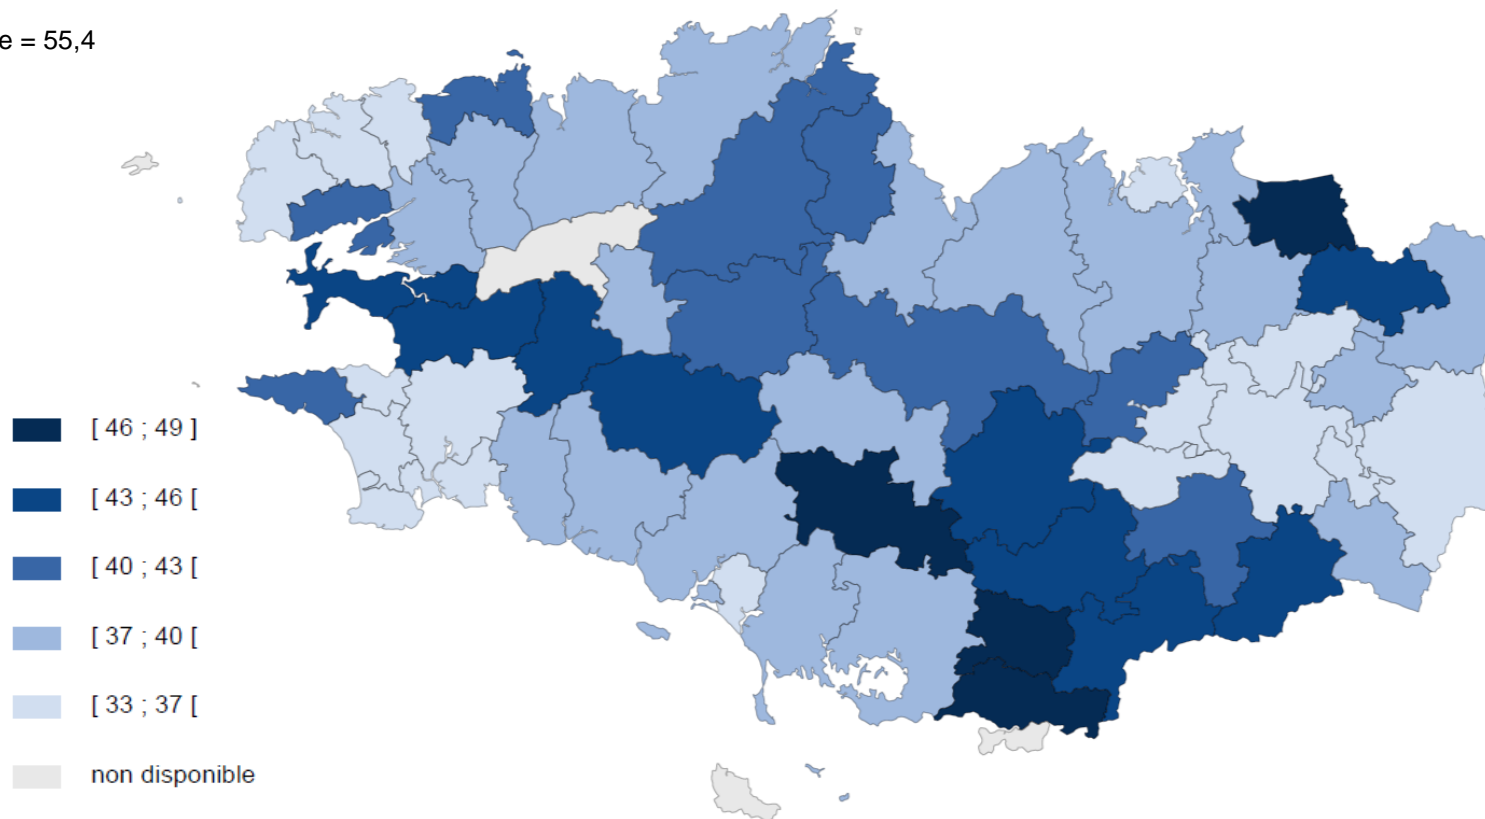 e = 55,4
[ 46 ; 49 ]
[ 43 ; 46 [
[ 40 ; 43 [
[ 37 ; 40 [
[ 33 ; 37 [
non disponible